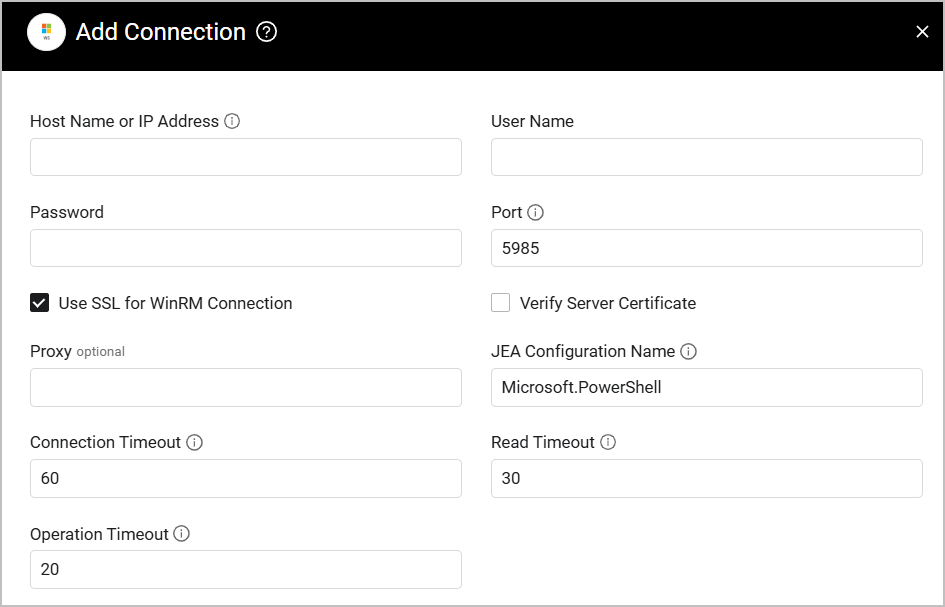 Add Connection
Host Name or IP Address
User Name
Password
Port
5985
Use SSL for WinRM Connection
Verify Server Certificate
Proxy optional
JEA Configuration Name
Microsoft.PowerShell
Connection Timeout
60
Read Timeout
30
Operation Timeout
20